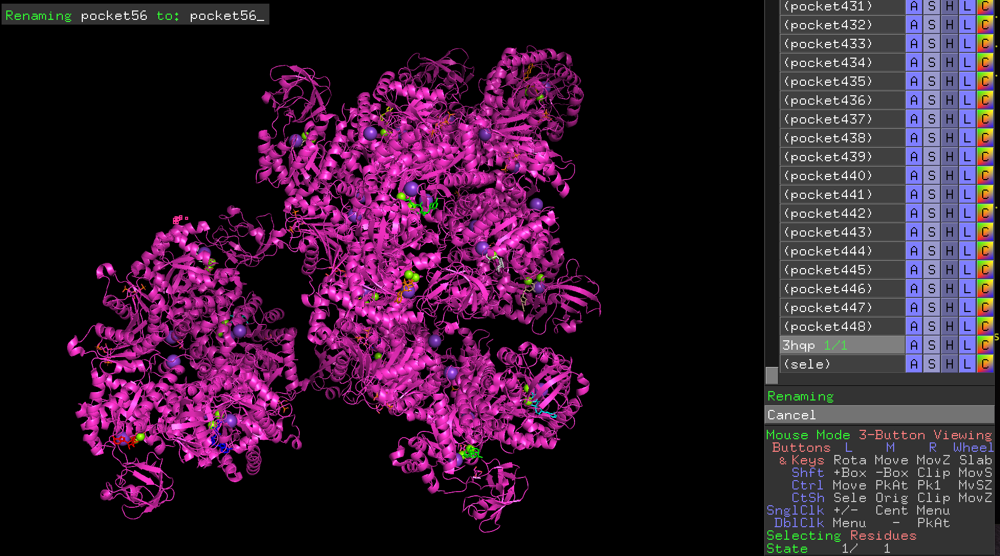 Renaming pocket56 to: pocket56_
(pocket431) A S H L C
(pocket432) A S H L C
(pocket433) A S H L C
(pocket434) A S H L C
(pocket435) A S H L C
(pocket436) A S H L C
(pocket437) A S H L C
(pocket438) A S H L C
(pocket439) A S H L C
(pocket440) A S H L C
(pocket441) A S H L C
(pocket442) A S H L C
(pocket443) A S H L C
(pocket444) A S H L C
(pocket445) A S H L C
(pocket446) A S H L C
(pocket447) A S H L C
(pocket448) A S H L C
3hqp 1/1 A S H L C
(sele) A S H L C
Renaming
Cancel
Mouse Mode 3-Button Viewing
Buttons L M R Wheel
& Keys Rota Move MovZ Slab
Shft +Box -Box Clip MovS
Ctrl Move PkAt Pk1 MvSZ
CtSh Sele Orig Clip MovZ
SnglClk +/- Cent Menu
DblClk Menu - PkAt
Selecting Residues
State 1/ 1